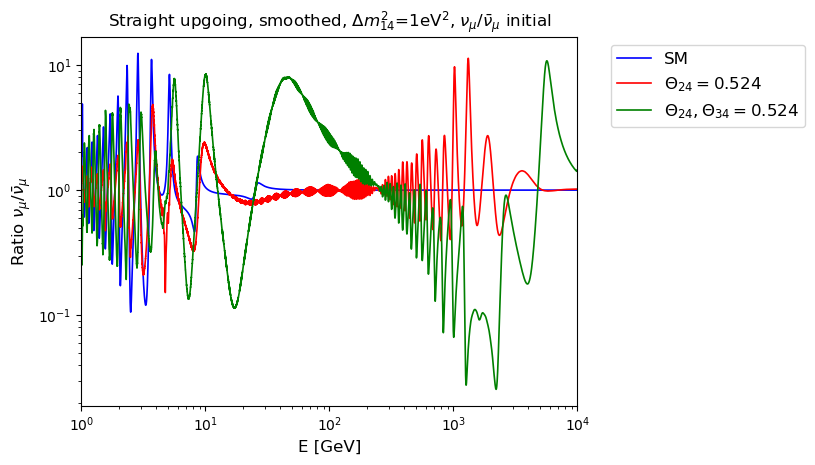 Straight upgoing, smoothed, Δm²₁₄=1eV², ν_μ/ν̄_μ initial
10¹
10⁰
10⁻¹
Ratio ν_μ/ν̄_μ
10⁰ 10¹ 10² 10³ 10⁴
E [GeV]
SM
Θ₂₄ = 0.524
Θ₂₄, Θ₃₄ = 0.524